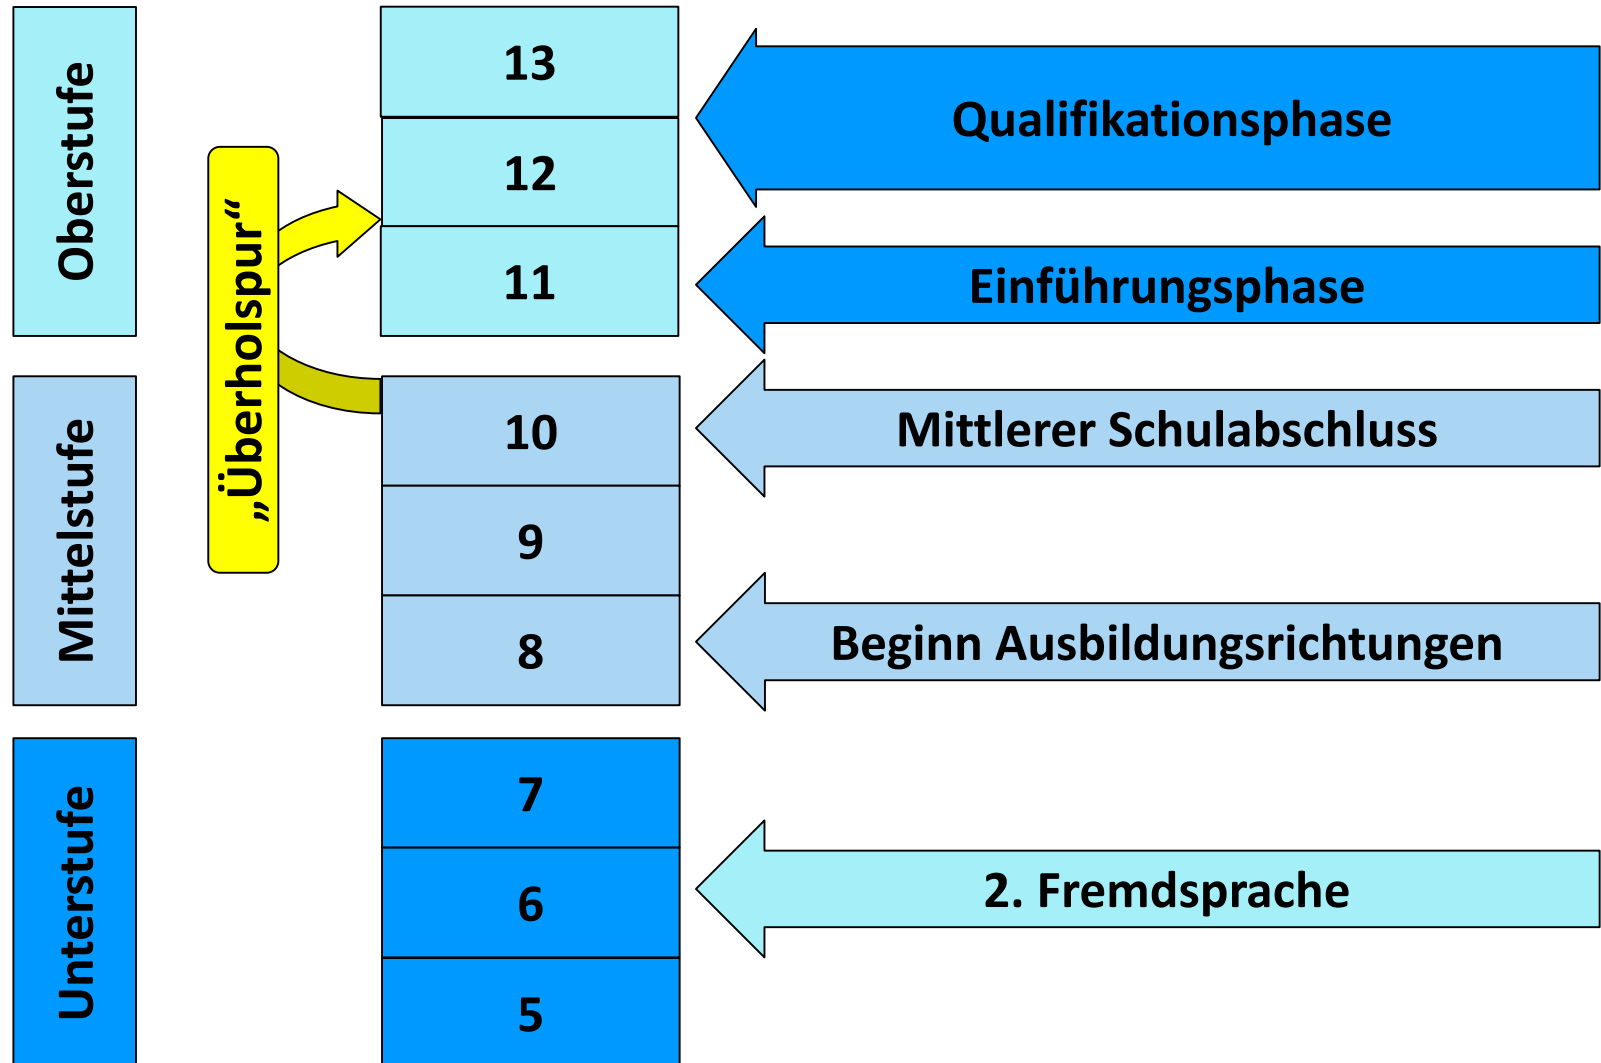 Oberstufe
13
12
11
Qualifikationsphase
Einführungsphase
„Überholspur“
Mittelstufe
10
9
8
Mittlerer Schulabschluss
Beginn Ausbildungsrichtungen
Unterstufe
7
6
5
2. Fremdsprache